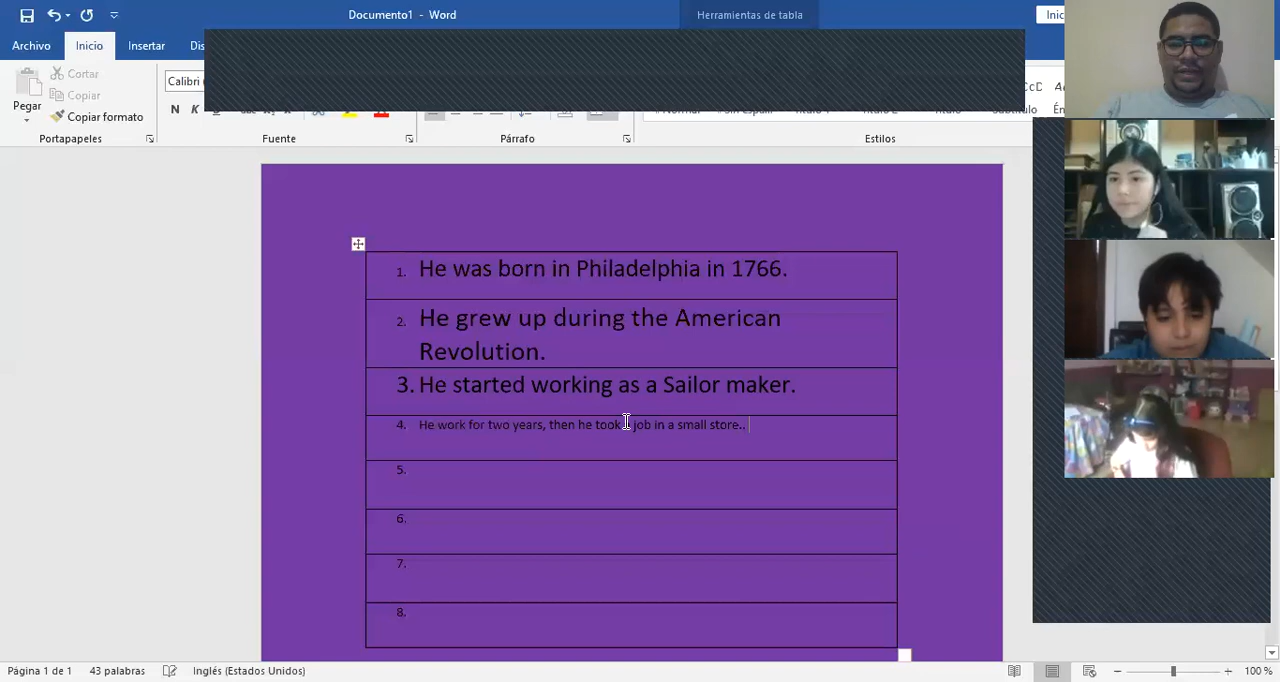 Documento1 - Word
Herramientas de tabla
Archivo
Inicio
Insertar
Pegar
Cortar
Copiar
Copiar formato
Calibri
N K
Portapapeles
Fuente
Párrafo
Estilos
1. He was born in Philadelphia in 1766.
2. He grew up during the American
Revolution.
3. He started working as a Sailor maker.
4. He work for two years, then he took job in a small store..
5.
6.
7.
8.
Página 1 de 1
43 palabras
Inglés (Estados Unidos)
100 %